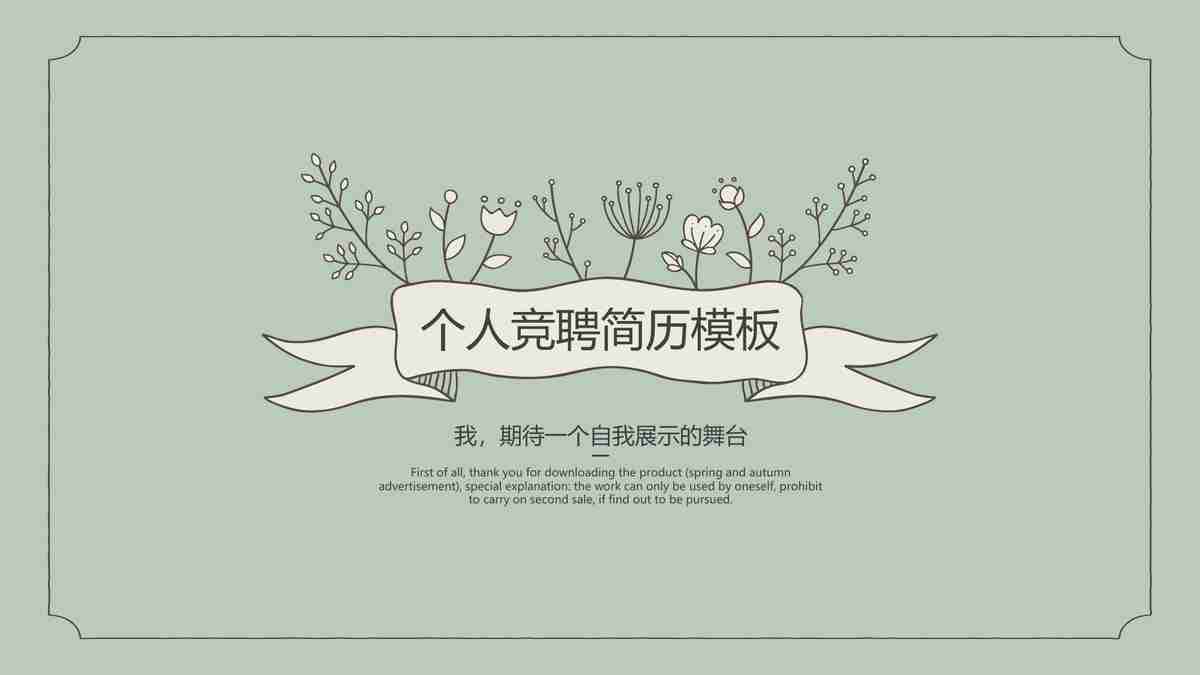 个人竞聘简历模板
我，期待一个自我展示的舞台
First of all, thank you for downloading the product (spring and autumn
advertisement), special explanation: the work can only be used by oneself, prohibit
to carry on second sale, if find out to be pursued.